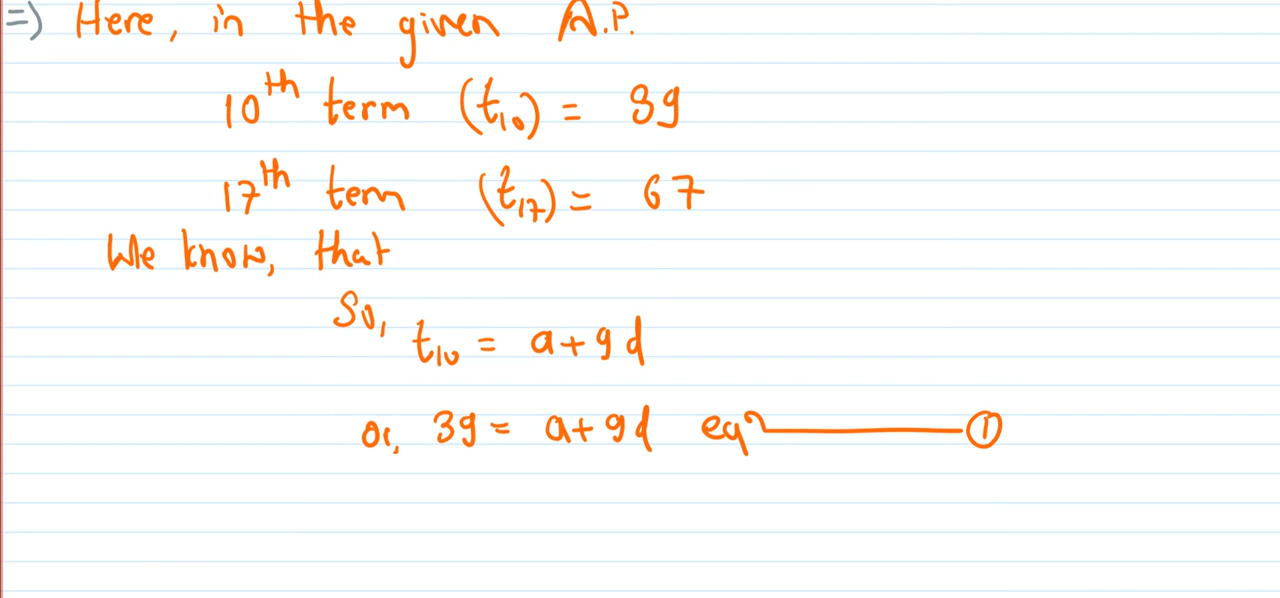 =) Here, in the given A.P.
10th term (t10) = 39
17th term (t17) = 67
We know, that
So,
t10 = a+9d
or, 39 = a+9d eqn——— ①